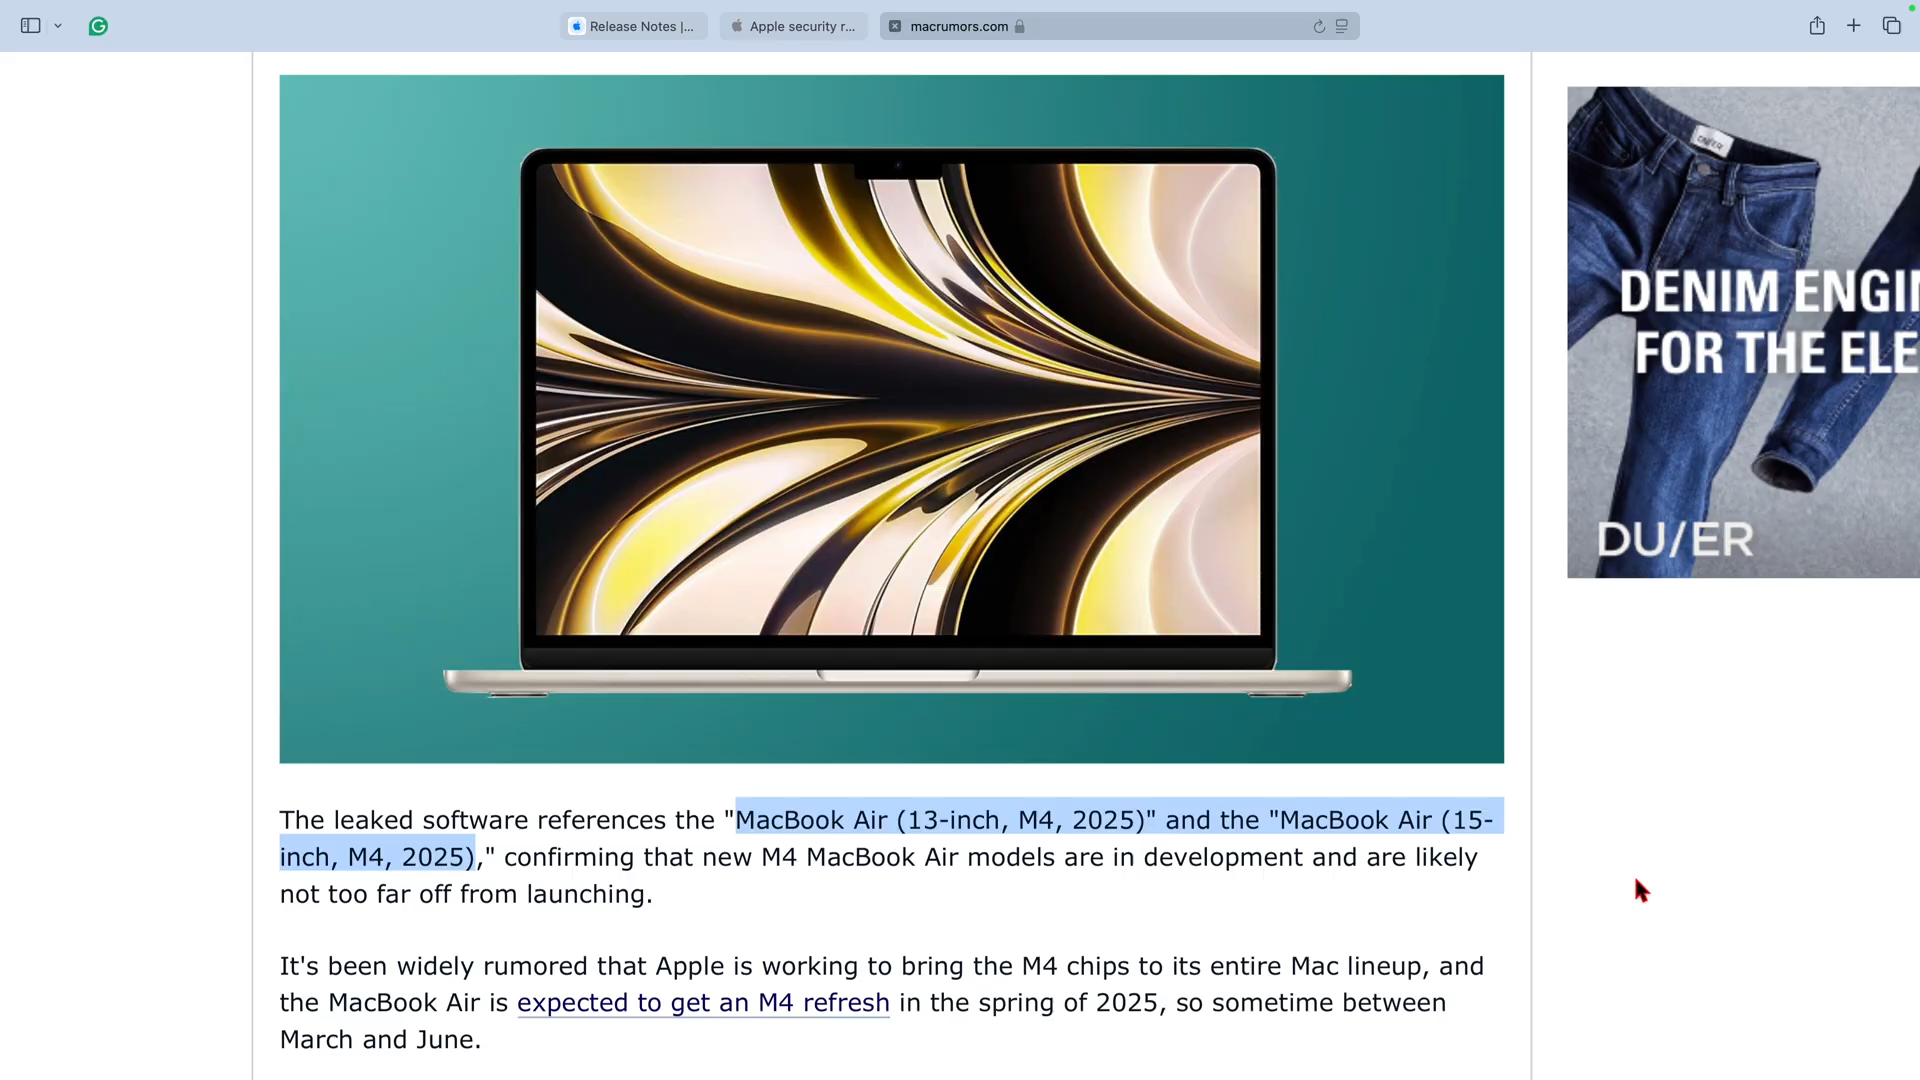 Release Notes |...
Apple security r...
macrumors.com
DU/ER
DENIM ENGI
FOR THE ELE
DU/ER
The leaked software references the "MacBook Air (13-inch, M4, 2025)" and the "MacBook Air (15-
inch, M4, 2025)," confirming that new M4 MacBook Air models are in development and are likely
not too far off from launching.
It's been widely rumored that Apple is working to bring the M4 chips to its entire Mac lineup, and
the MacBook Air is expected to get an M4 refresh in the spring of 2025, so sometime between
March and June.